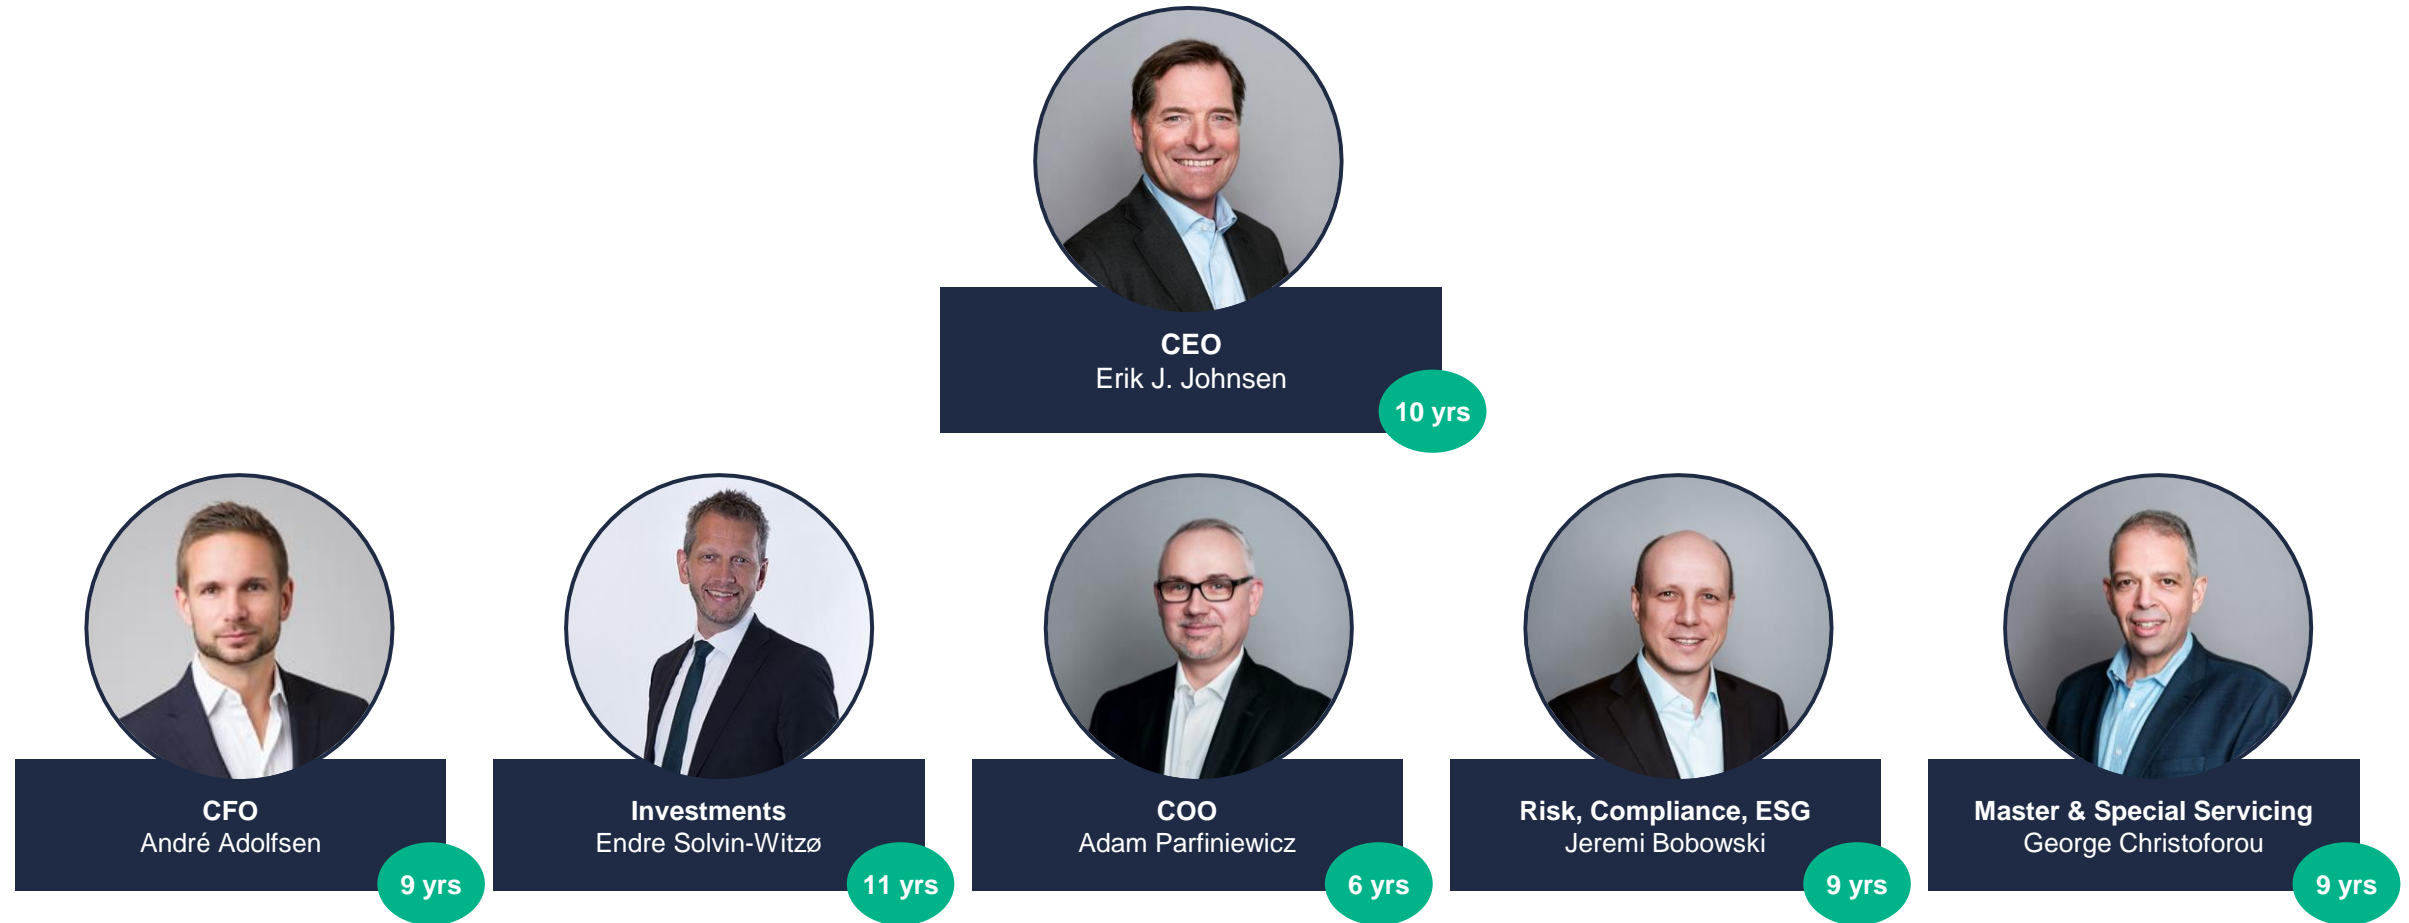 CEO
Erik J. Johnsen
10 yrs
CFO
André Adolfsen
9 yrs
Investments
Endre Solvin-Witzø
11 yrs
COO
Adam Parfiniewicz
6 yrs
Risk, Compliance, ESG
Jeremi Bobowski
9 yrs
Master & Special Servicing
George Christoforou
9 yrs